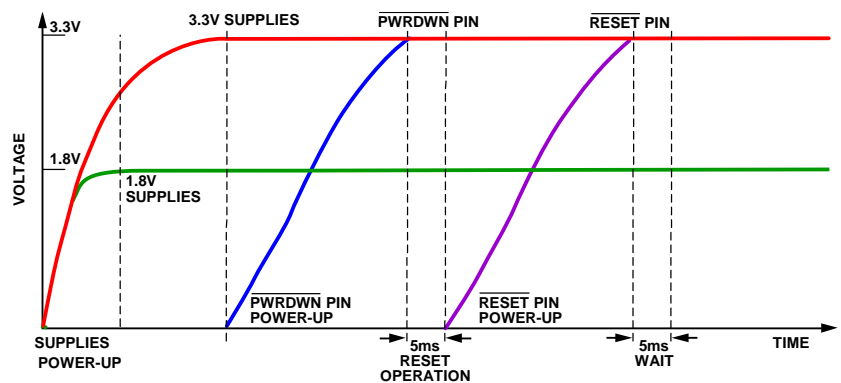 3.3V
3.3V SUPPLIES
PWRDWN PIN
RESET PIN
VOLTAGE
1.8V
1.8V
SUPPLIES
PWRDWN PIN
POWER-UP
RESET PIN
POWER-UP
SUPPLIES
POWER-UP
5ms
RESET
OPERATION
5ms
WAIT
TIME